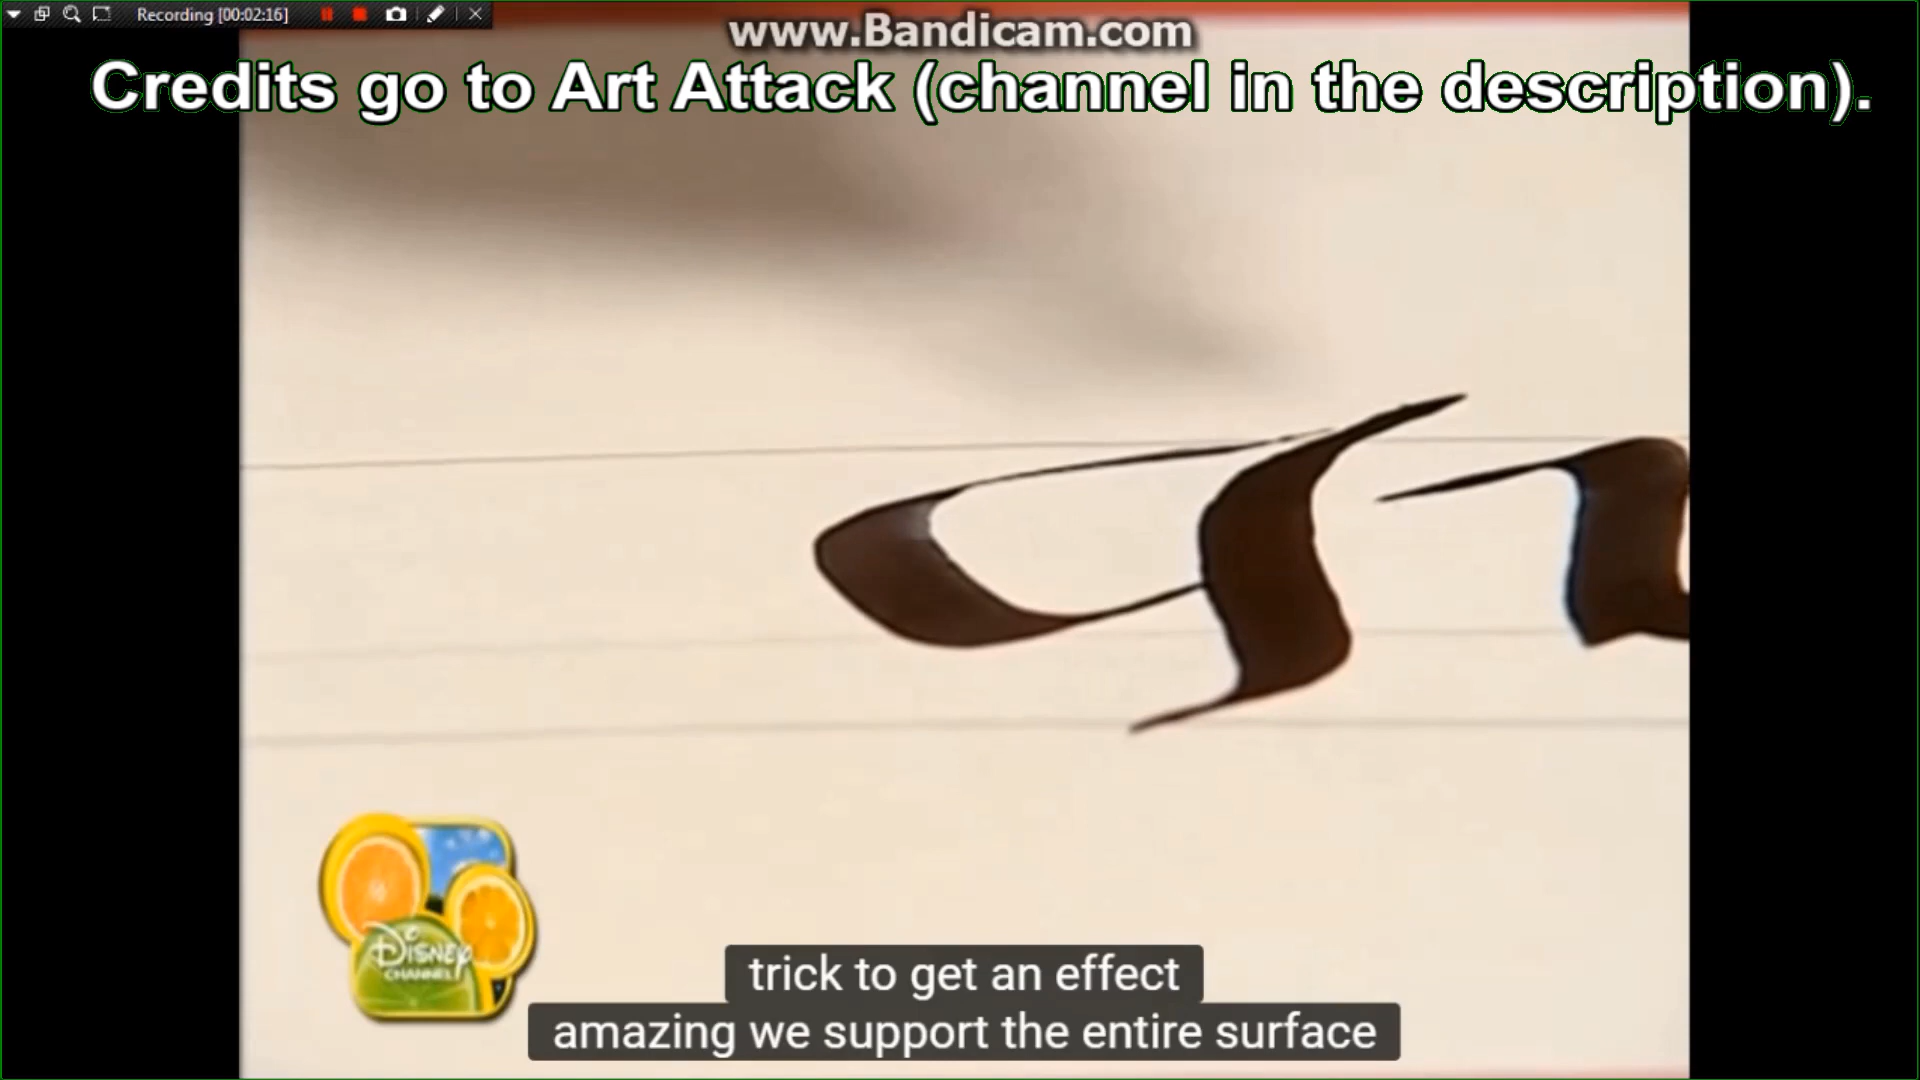 Recording [00:02:16]
www.Bandicam.com
Credits go to Art Attack (channel in the description).
DISNEY
CHANNEL
trick to get an effect
amazing we support the entire surface